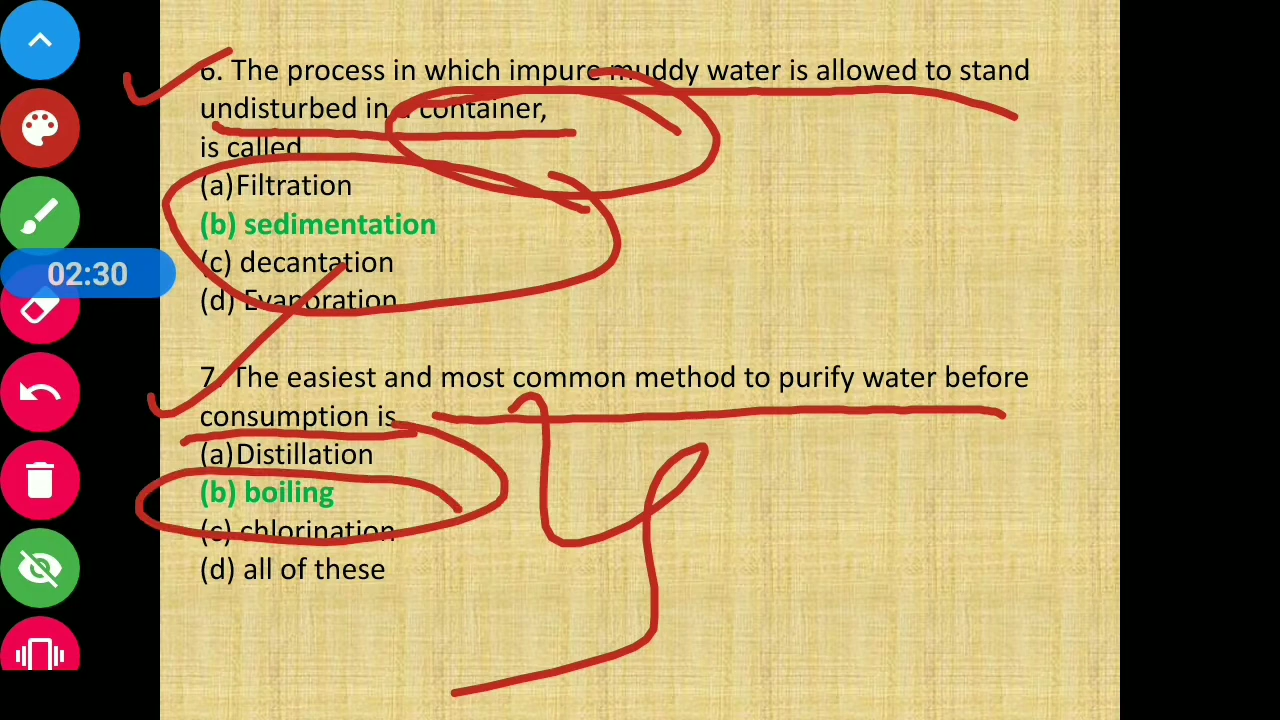 6. The process in which impure muddy water is allowed to stand
undisturbed in a container,
is called
(a)Filtration
(b) sedimentation
(c) decantation
(d) Evaporation
02:30
7. The easiest and most common method to purify water before
consumption is
(a)Distillation
(b) boiling
(c) chlorination
(d) all of these